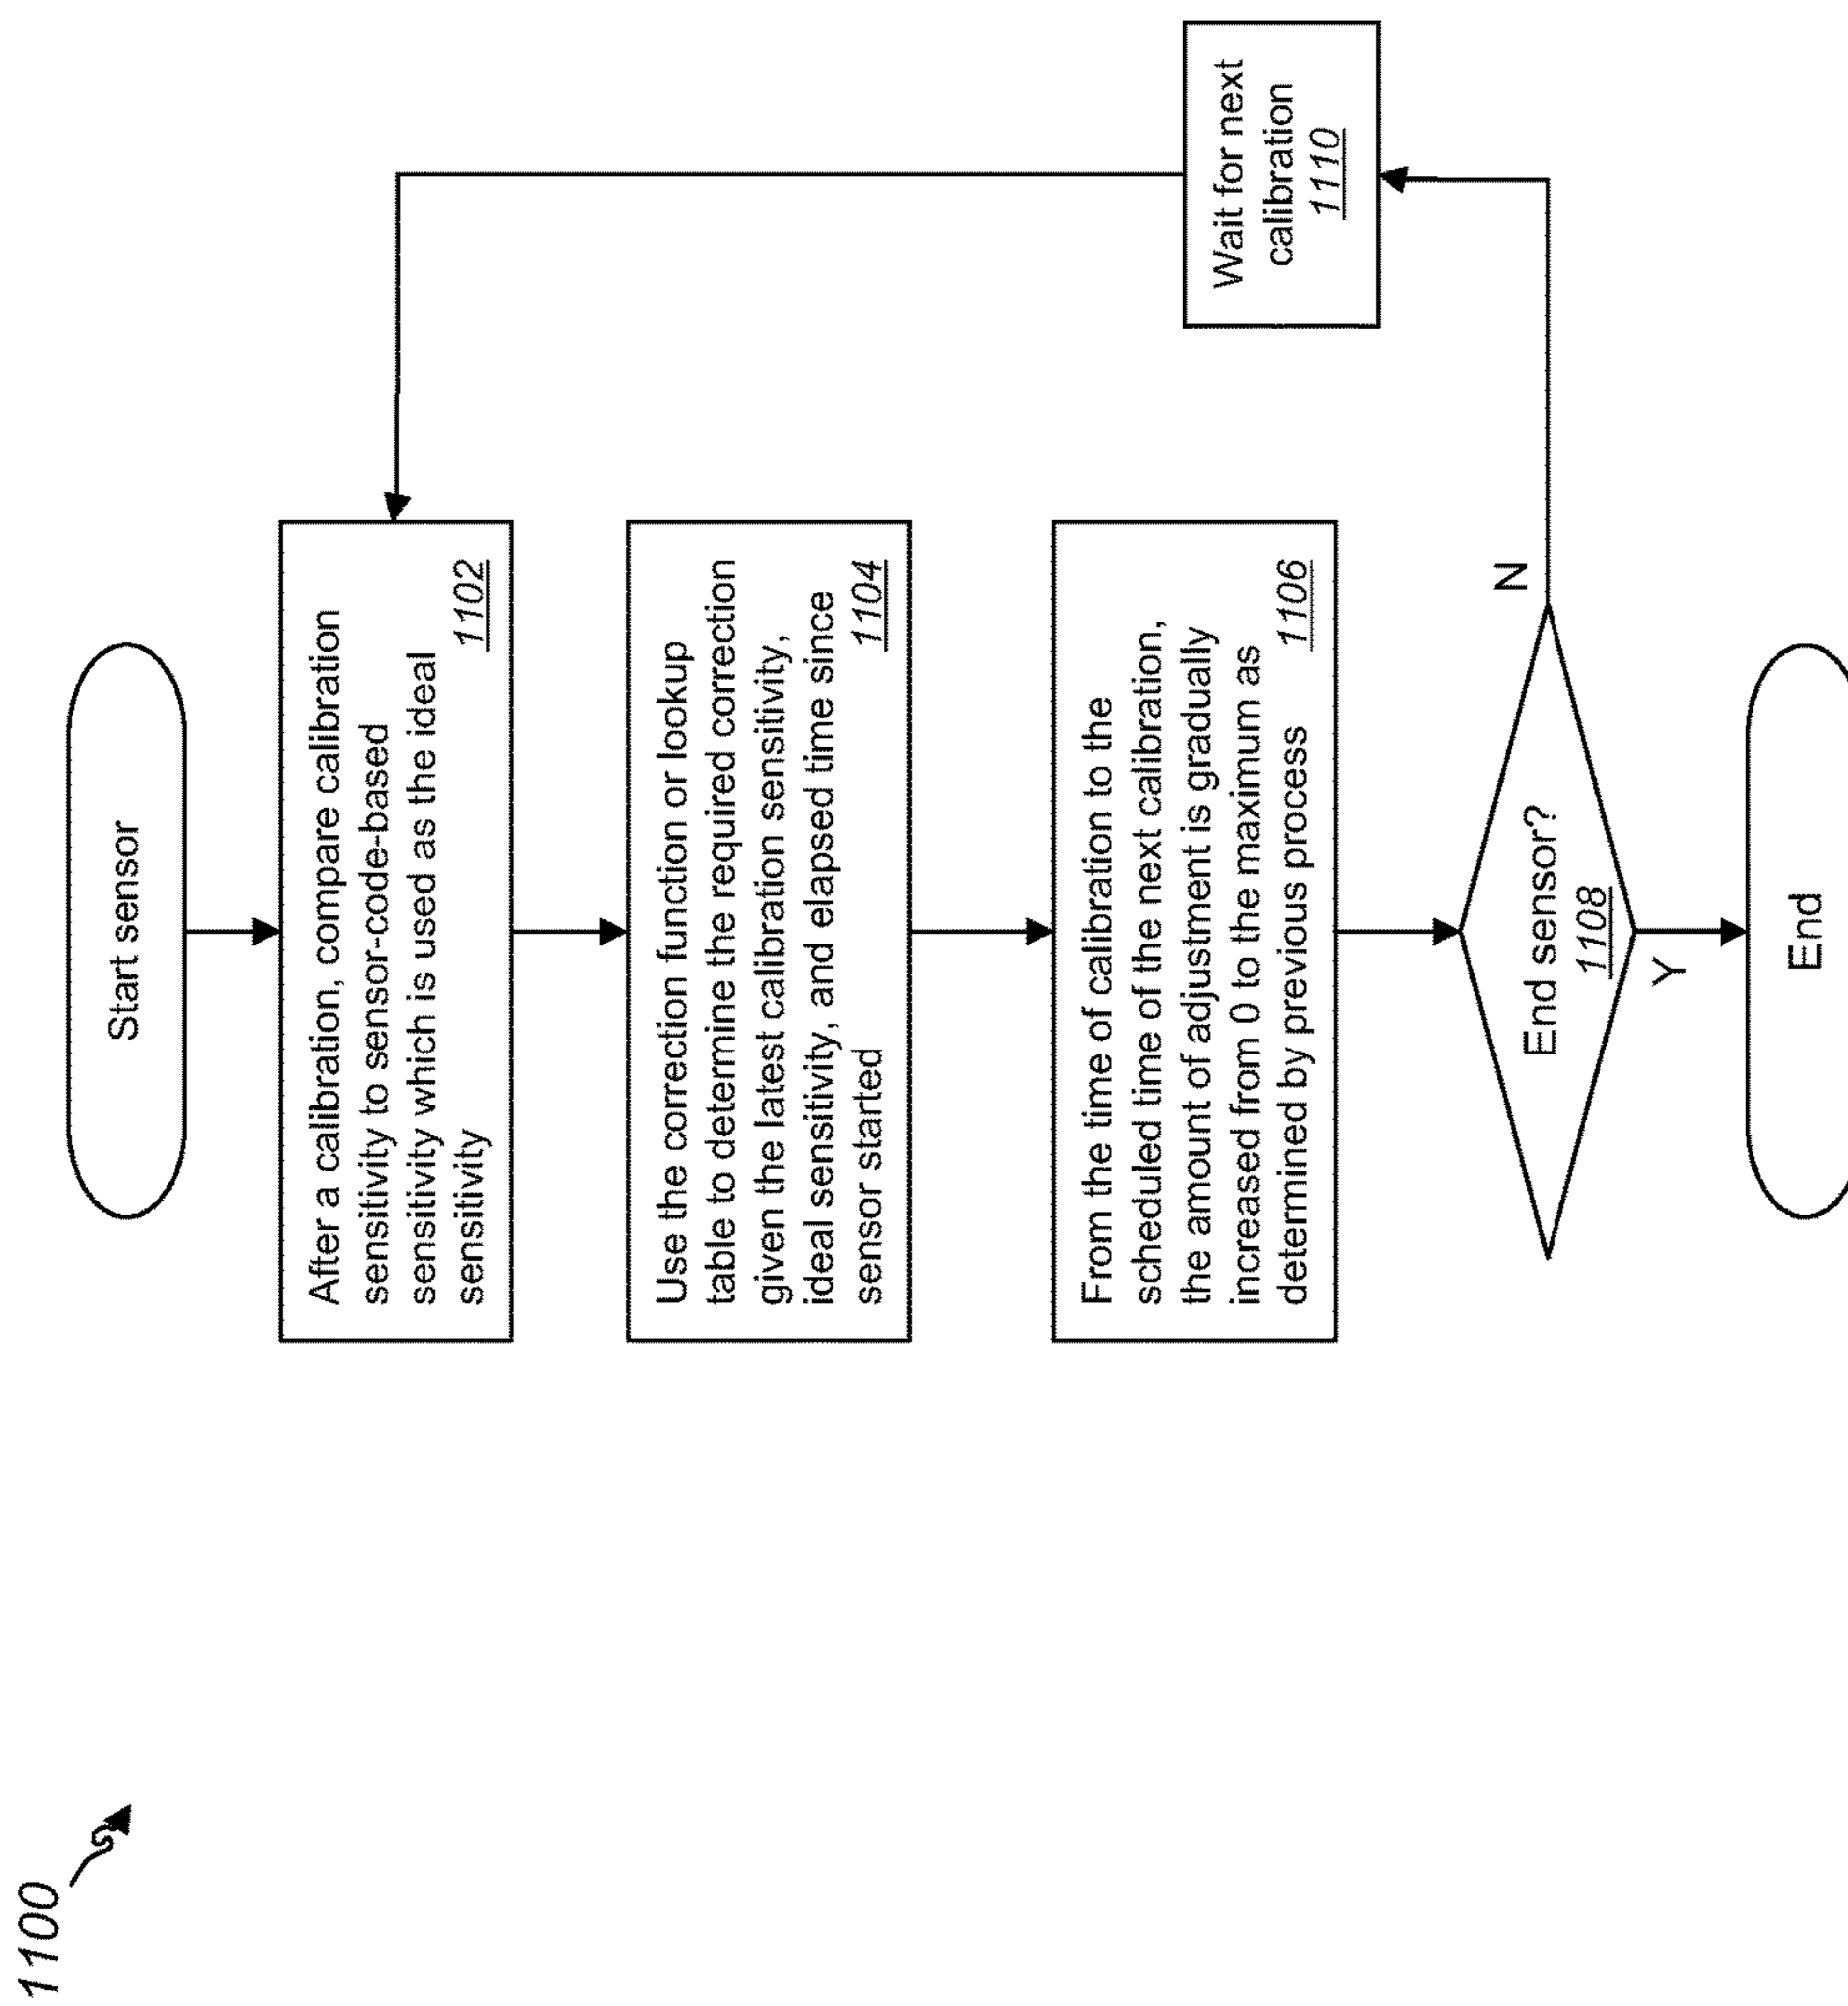 1100
Start sensor
After a calibration, compare calibration
sensitivity to sensor-code-based
sensitivity which is used as the ideal
sensitivity
1102
Use the correction function or lookup
table to determine the required correction
given the latest calibration sensitivity,
ideal sensitivity, and elapsed time since
sensor started
1104
From the time of calibration to the
scheduled time of the next calibration,
the amount of adjustment is gradually
increased from 0 to the maximum as
determined by previous process
1106
End sensor?
1108
N
Y
Wait for next
calibration
1110
End